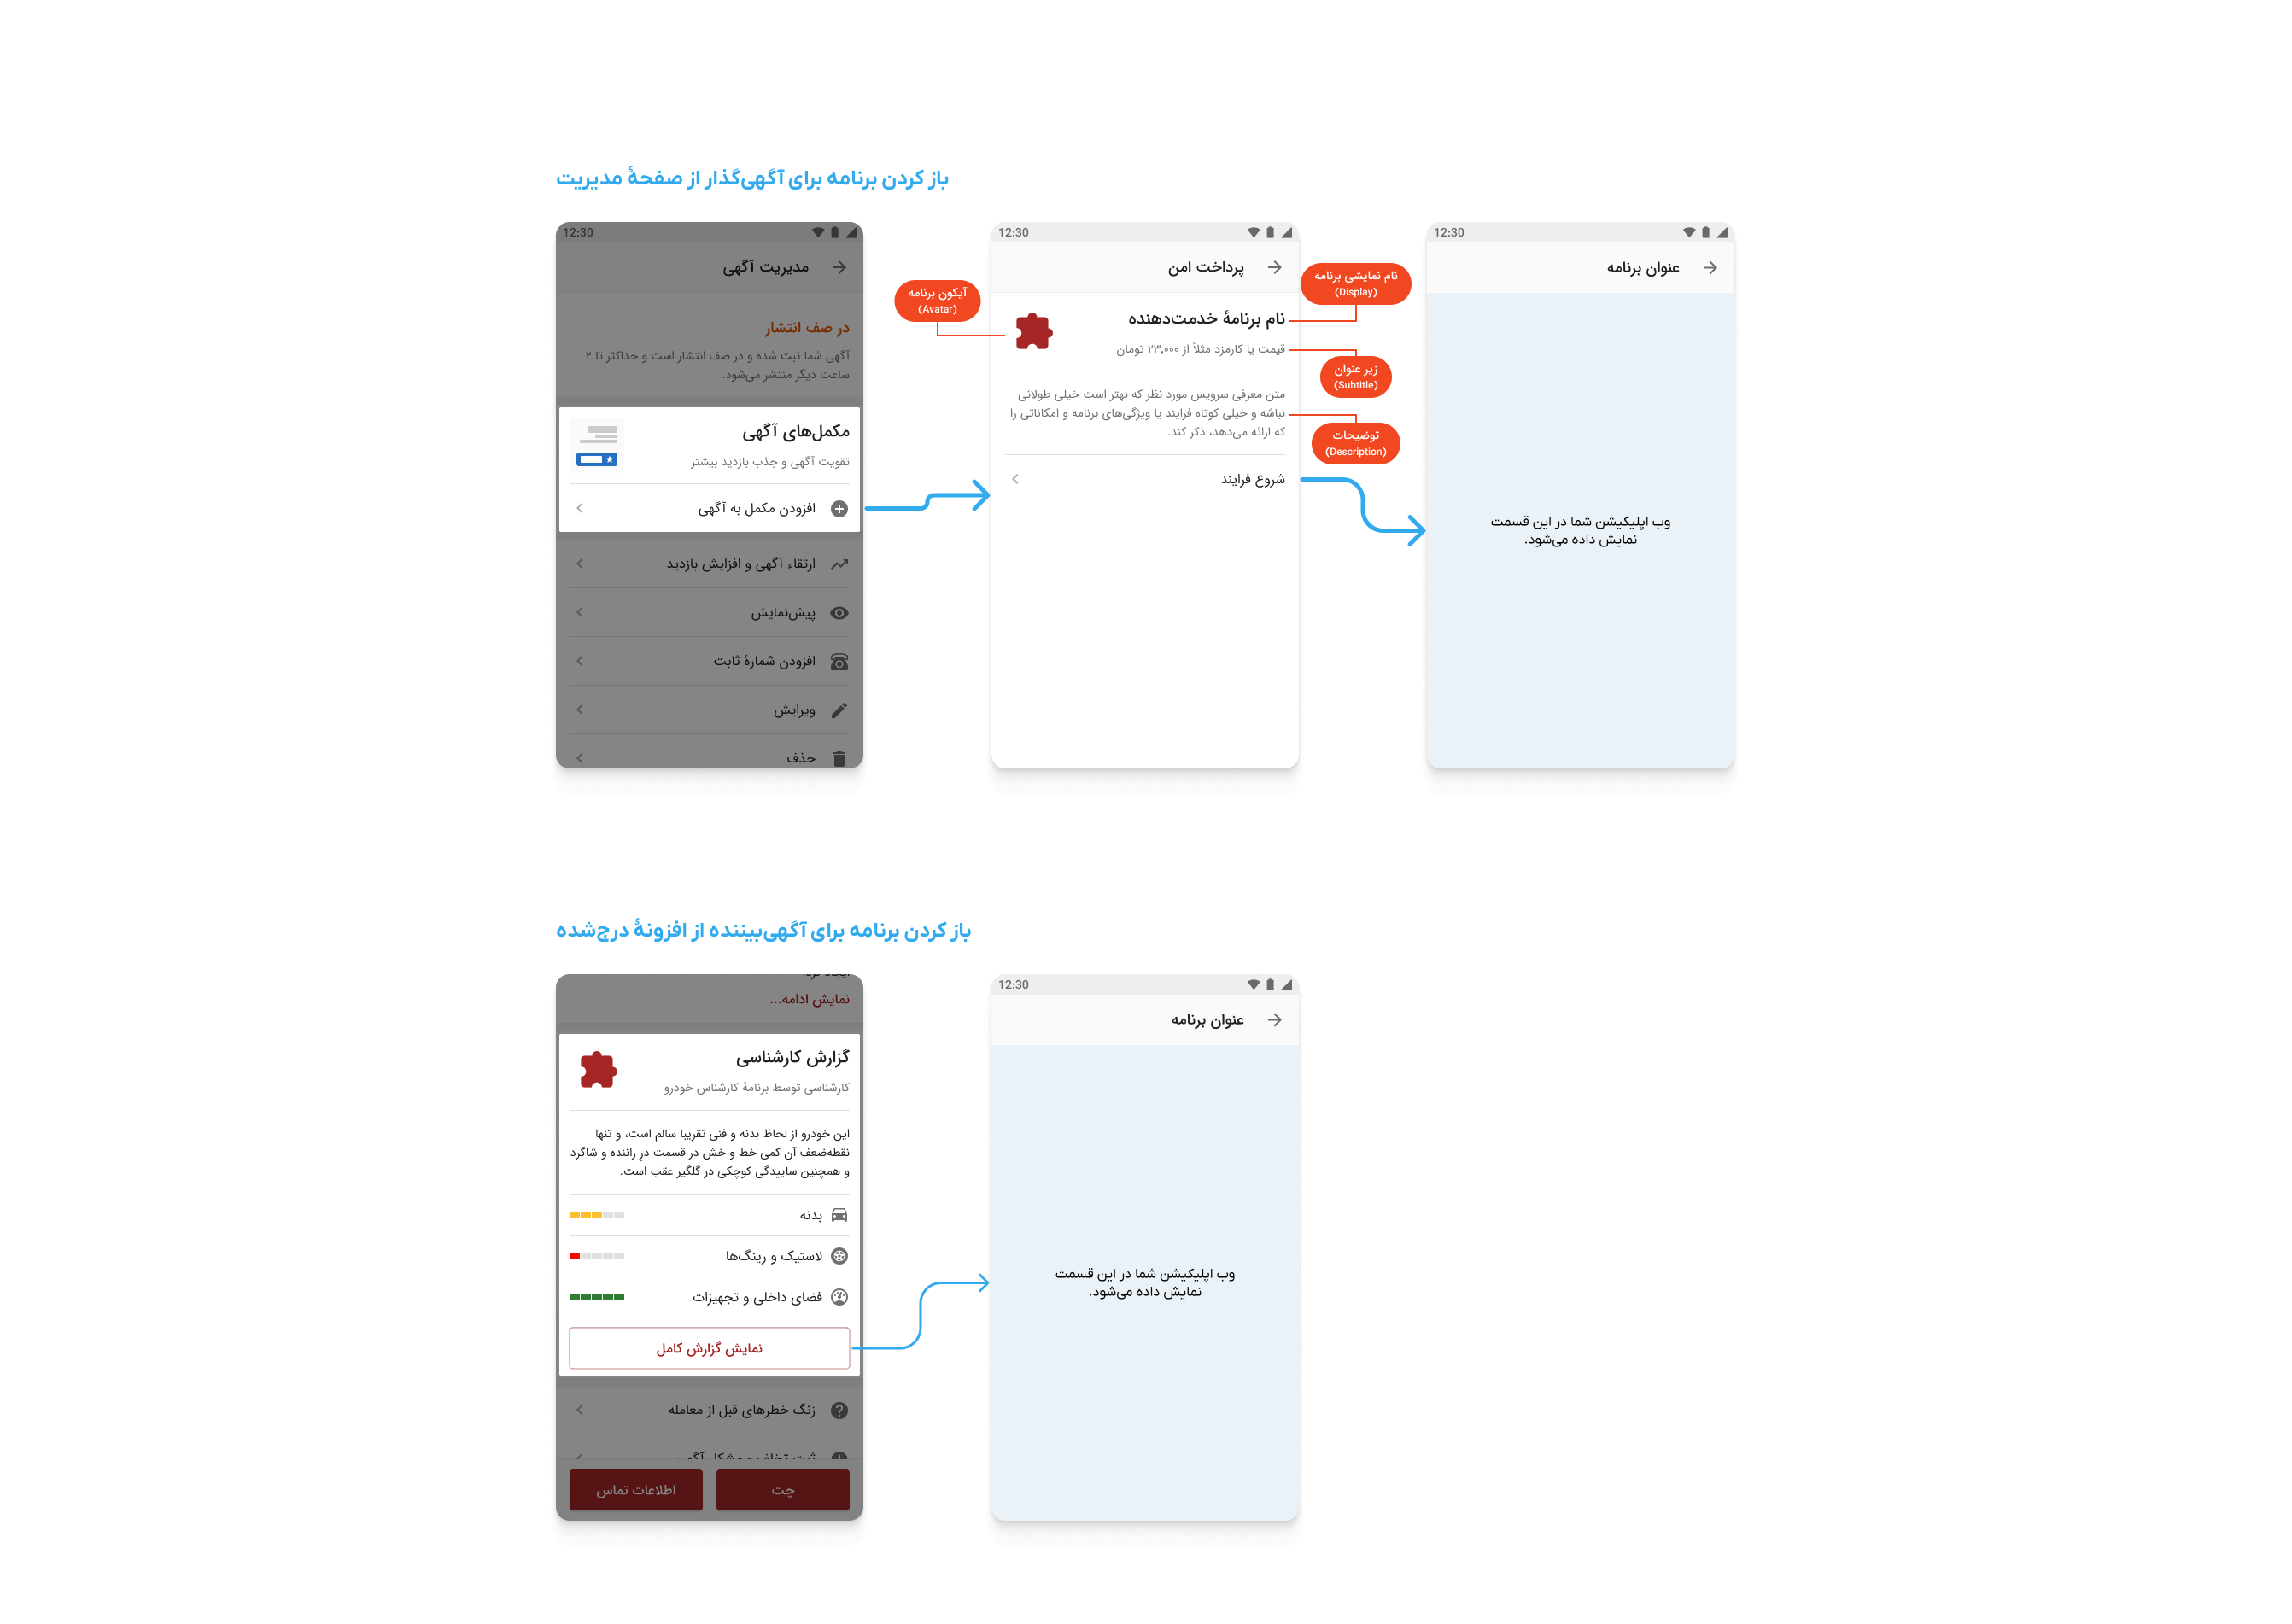 باز کردن برنامه برای آگهی‌گذار از صفحهٔ مدیریت
12:30
مدیریت آگهی
در صف انتشار
آگهی شما ثبت شده و در صف انتشار است و حداکثر تا ۲
ساعت دیگر منتشر می‌شود.
مکمل‌های آگهی
تقویت آگهی و جذب بازدید بیشتر
افزودن مکمل به آگهی
ارتقاء آگهی و افزایش بازدید
پیش‌نمایش
افزودن شمارهٔ ثابت
ویرایش
حذف
آیکون برنامه
(Avatar)
12:30
پرداخت امن
نام برنامهٔ خدمت‌دهنده
قیمت یا کارمزد مثلاً از ۲۳,۰۰۰ تومان
متن معرفی سرویس مورد نظر که بهتر است خیلی طولانی
نباشه و خیلی کوتاه فرایند یا ویژگی‌های برنامه و امکاناتی را
که ارائه می‌دهد، ذکر کند.
شروع فرایند
نام نمایشی برنامه
(Display)
زیر عنوان
(Subtitle)
توضیحات
(Description)
12:30
عنوان برنامه
وب اپلیکیشن شما در این قسمت
نمایش داده می‌شود.
باز کردن برنامه برای آگهی‌بیننده از افزونهٔ درج‌شده
نمایش ادامه...
گزارش کارشناسی
کارشناسی توسط برنامهٔ کارشناس خودرو
این خودرو از لحاظ بدنه و فنی تقریبا سالم است، و تنها
نقطه‌ضعف آن کمی خط و خش در قسمت درِ راننده و شاگرد
و همچنین ساییدگی کوچکی در گلگیر عقب است.
بدنه
لاستیک و رینگ‌ها
فضای داخلی و تجهیزات
نمایش گزارش کامل
زنگ خطرهای قبل از معامله
ثبت تخلف و مشکل آگهی
چت
اطلاعات تماس
12:30
عنوان برنامه
وب اپلیکیشن شما در این قسمت
نمایش داده می‌شود.